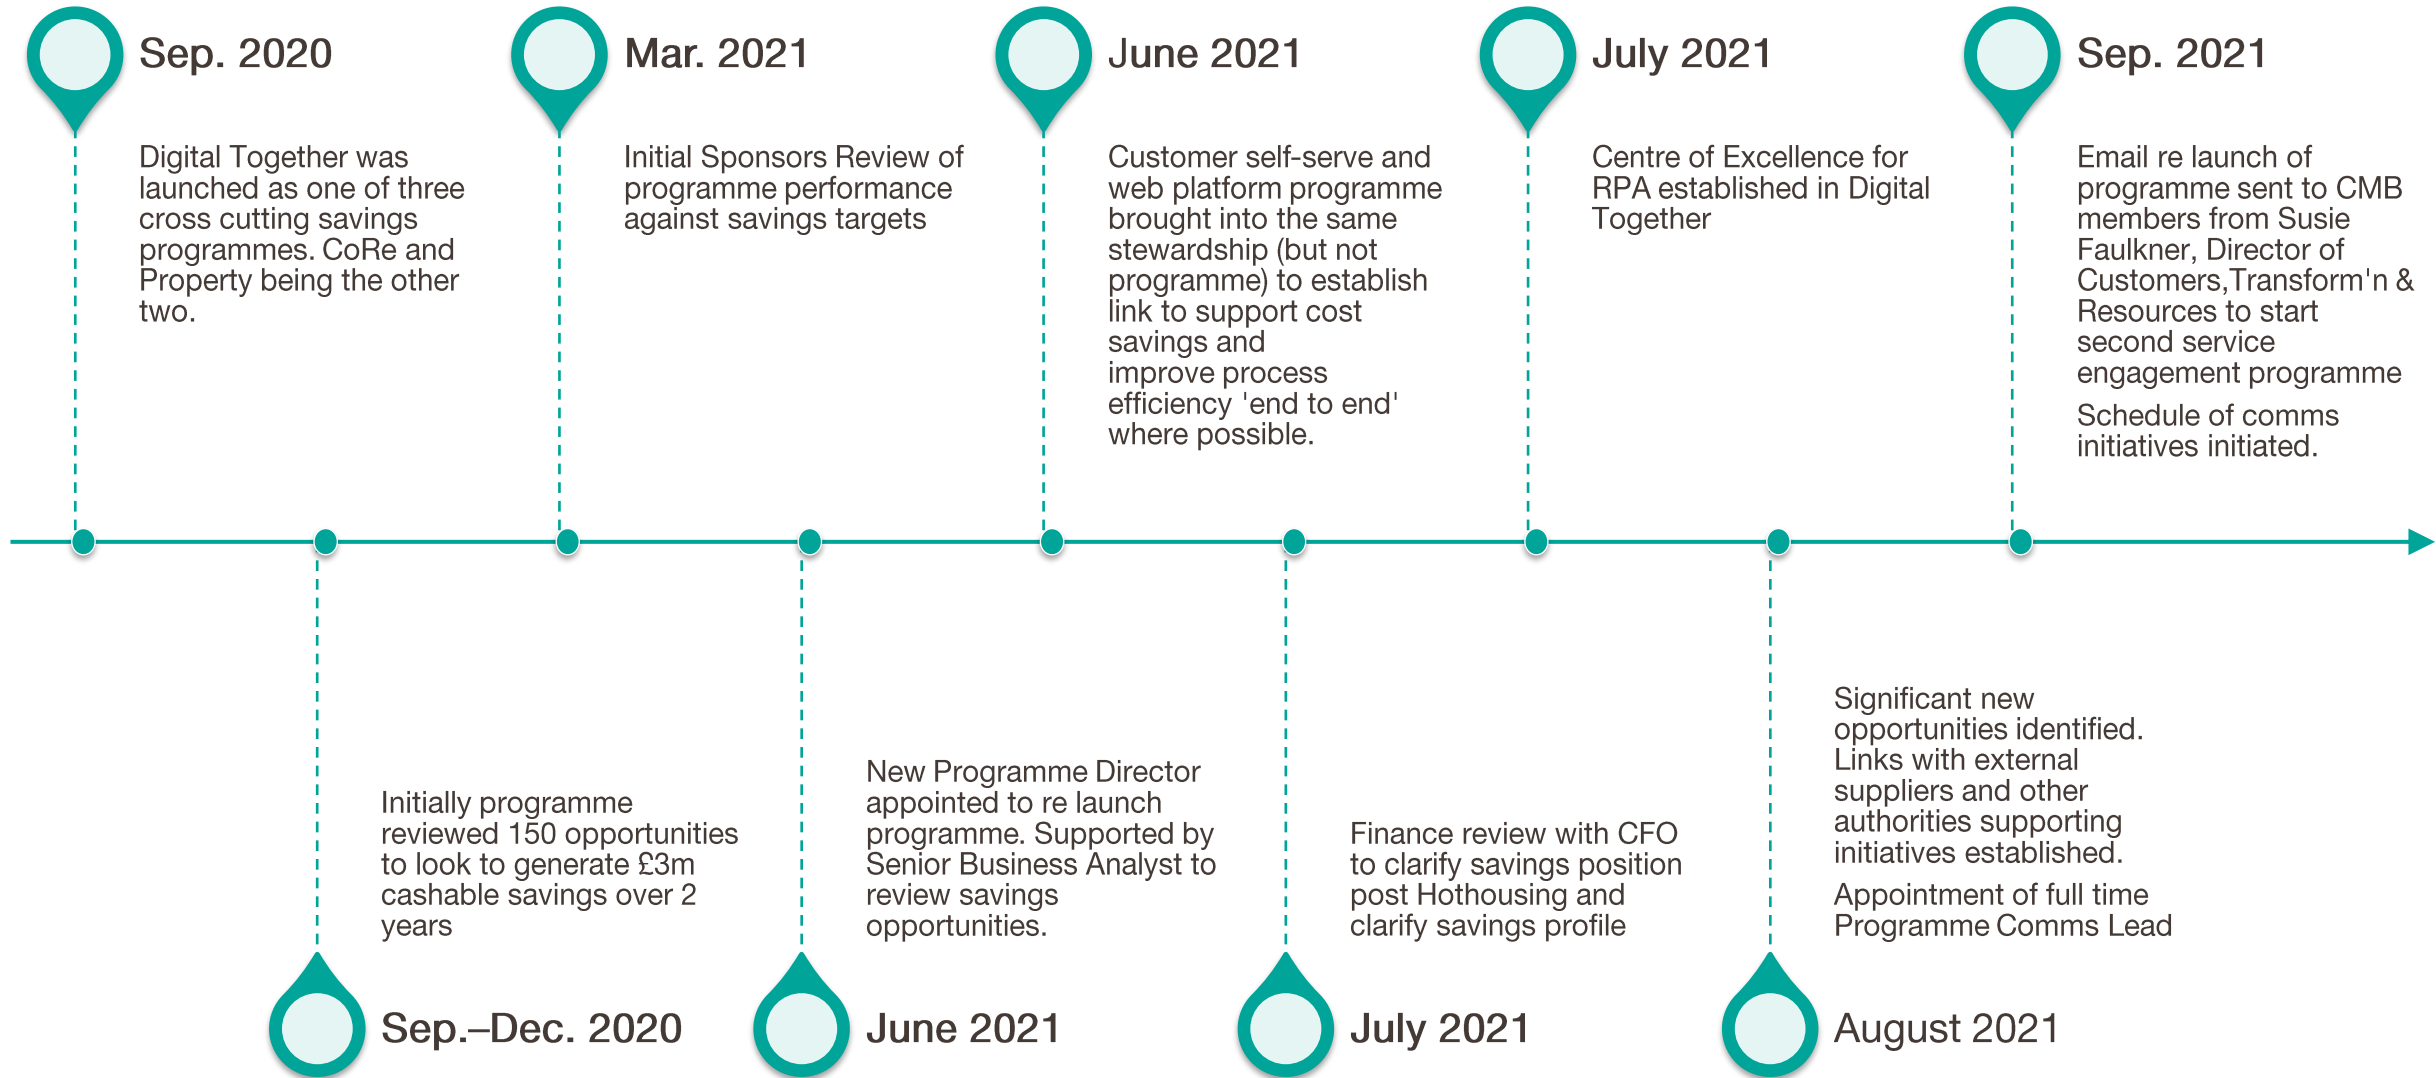 Sep. 2020
Digital Together was
launched as one of three
cross cutting savings
programmes. CoRe and
Property being the other
two.
Mar. 2021
Initial Sponsors Review of
programme performance
against savings targets
June 2021
Customer self-serve and
web platform programme
brought into the same
stewardship (but not
programme) to establish
link to support cost
savings and
improve process
efficiency 'end to end'
where possible.
July 2021
Centre of Excellence for
RPA established in Digital
Together
Sep. 2021
Email re launch of
programme sent to CMB
members from Susie
Faulkner, Director of
Customers,Transform'n &
Resources to start
second service
engagement programme
Schedule of comms
initiatives initiated.
Initially programme
reviewed 150 opportunities
to look to generate £3m
cashable savings over 2
years
Sep.–Dec. 2020
New Programme Director
appointed to re launch
programme. Supported by
Senior Business Analyst to
review savings
opportunities.
June 2021
Finance review with CFO
to clarify savings position
post Hothousing and
clarify savings profile
July 2021
Significant new
opportunities identified.
Links with external
suppliers and other
authorities supporting
initiatives established.
Appointment of full time
Programme Comms Lead
August 2021